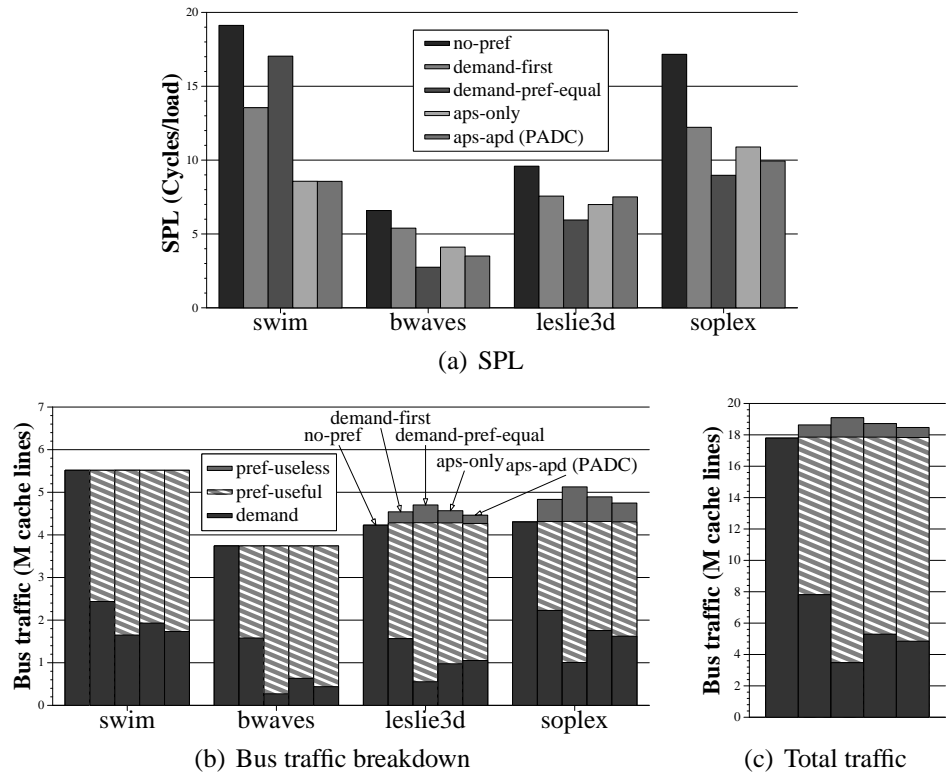 20
15
10
5
0
SPL (Cycles/load)
no-pref
demand-first
demand-pref-equal
aps-only
aps-apd (PADC)
swim
bwaves
leslie3d
soplex
(a) SPL
7
6
5
4
3
2
1
0
Bus traffic (M cache lines)
pref-useless
pref-useful
demand
demand-first
no-pref
demand-pref-equal
aps-only
aps-apd (PADC)
swim
bwaves
leslie3d
soplex
(b) Bus traffic breakdown
20
18
16
14
12
10
8
6
4
2
0
Bus traffic (M cache lines)
(c) Total traffic